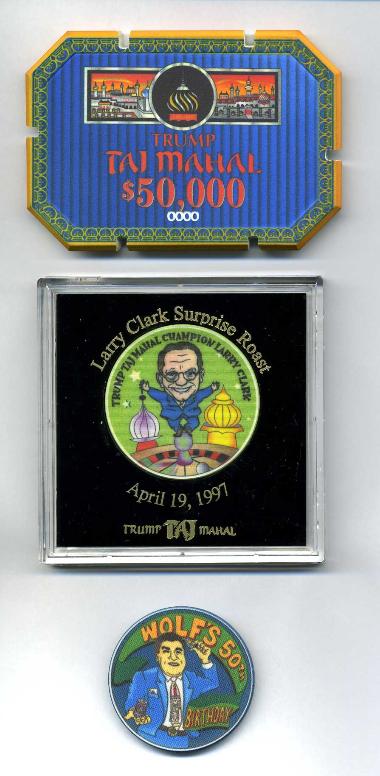 TRUMP
TAJ MAHAL
$50,000
0000
Larry Clark Surprise Roast
TRUMP TAJ MAHAL CHAMPION LARRY CLARK
April 19, 1997
TRUMP TAJ MAHAL
WOLF'S 50TH
BIRTHDAY